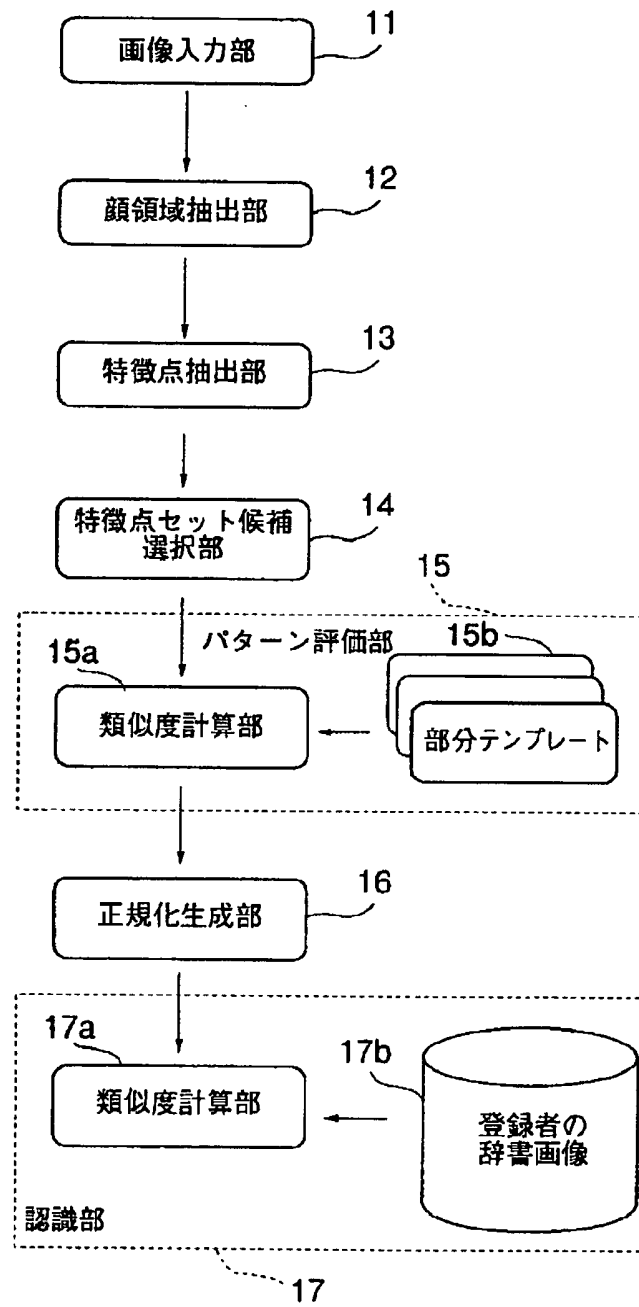 11
画像入力部
12
顔領域抽出部
13
特徴点抽出部
14
特徴点セット候補
選択部
15
パターン評価部
15b
15a
類似度計算部
部分テンプレート
16
正規化生成部
17a
類似度計算部
17b
登録者の
辞書画像
認識部
17